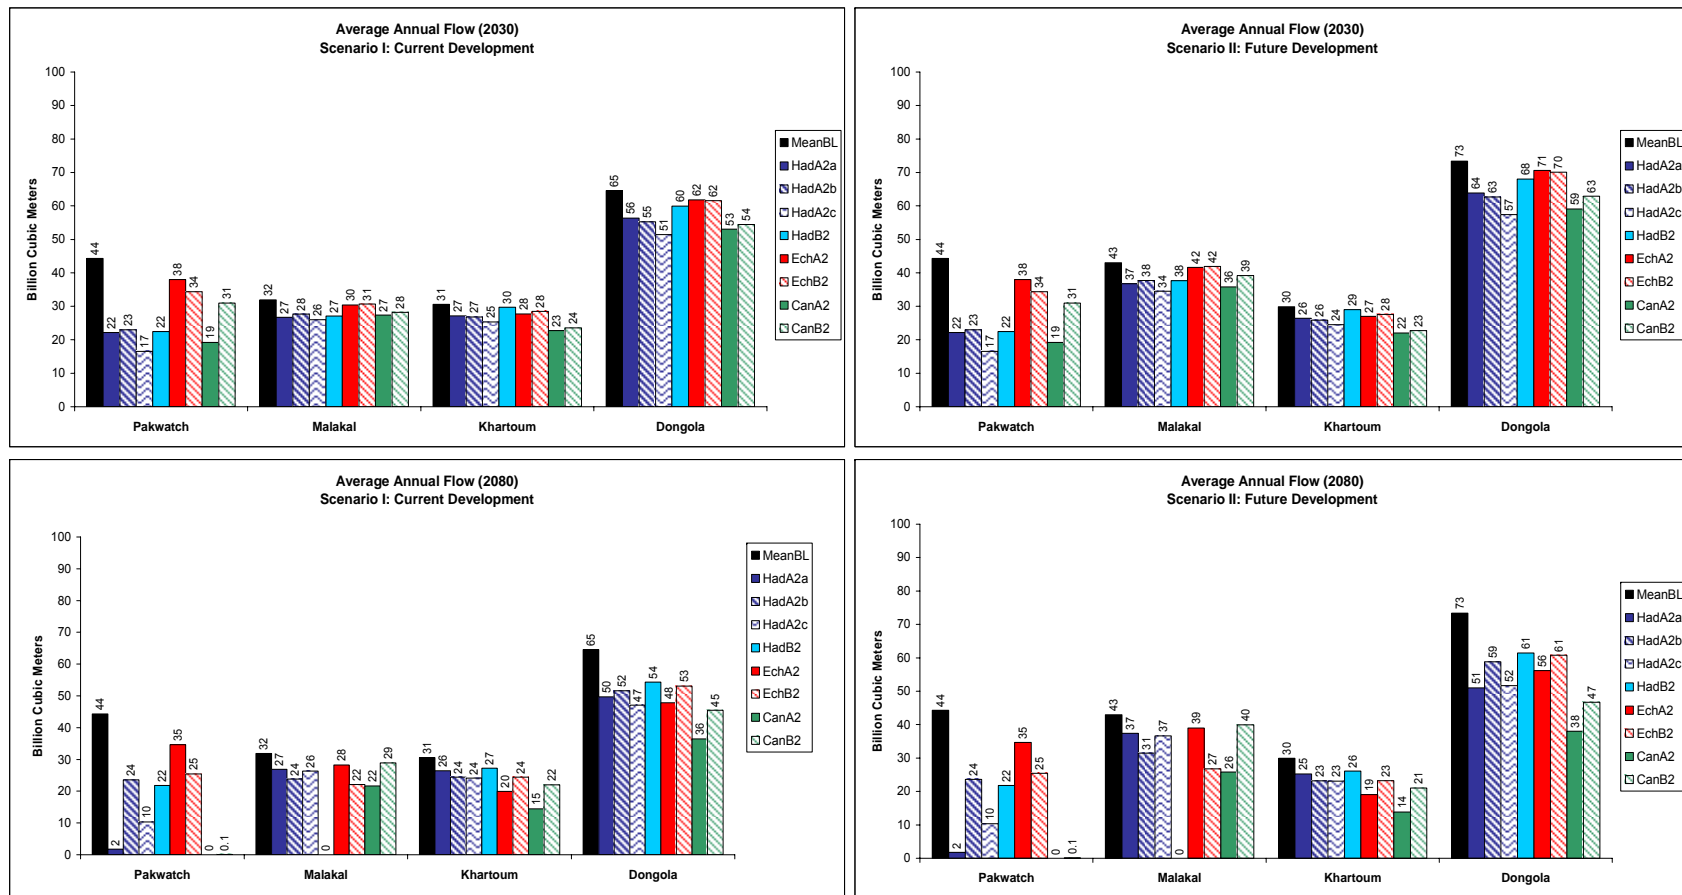 Average Annual Flow (2030)
Scenario I: Current Development
Billion Cubic Meters
100
90
80
70
60
50
40
30
20
10
0
44 22 23 17 22 38 34 19 31
32 27 28 26 27 30 31 27 28
31 27 27 25 30 28 28 23 24
65 56 55 51 60 62 62 53 54
Pakwatch Malakal Khartoum Dongola
MeanBL
HadA2a
HadA2b
HadA2c
HadB2
EchA2
EchB2
CanA2
CanB2
Average Annual Flow (2030)
Scenario II: Future Development
Billion Cubic Meters
100
90
80
70
60
50
40
30
20
10
0
44 22 23 17 22 38 34 19 31
43 37 38 34 38 42 42 36 39
30 26 26 24 29 27 28 22 23
73 64 63 57 68 71 70 59 63
Pakwatch Malakal Khartoum Dongola
MeanBL
HadA2a
HadA2b
HadA2c
HadB2
EchA2
EchB2
CanA2
CanB2
Average Annual Flow (2080)
Scenario I: Current Development
Billion Cubic Meters
100
90
80
70
60
50
40
30
20
10
0
44 2 24 10 22 35 25 0 0.1
32 27 24 26 0 28 22 22 29
31 26 24 24 27 20 24 15 22
65 50 52 47 54 48 53 36 45
Pakwatch Malakal Khartoum Dongola
MeanBL
HadA2a
HadA2b
HadA2c
HadB2
EchA2
EchB2
CanA2
CanB2
Average Annual Flow (2080)
Scenario II: Future Development
Billion Cubic Meters
100
90
80
70
60
50
40
30
20
10
0
44 2 24 10 22 35 25 0 0.1
43 37 31 37 0 39 27 26 40
30 25 23 23 26 19 23 14 21
73 51 59 52 61 56 61 38 47
Pakwatch Malakal Khartoum Dongola
MeanBL
HadA2a
HadA2b
HadA2c
HadB2
EchA2
EchB2
CanA2
CanB2